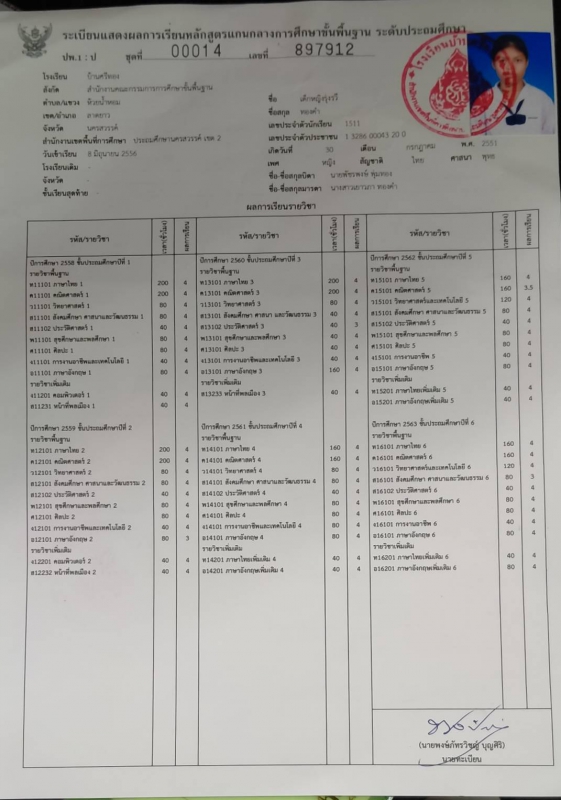 ระเบียนแสดงผลการเรียนหลักสูตรแกนกลางการศึกษาขั้นพื้นฐาน ระดับประถมศึกษา
ปพ.1 : ป ชุดที่ 00014 เลขที่ 897912
โรงเรียน บ้านศรีทอง
สังกัด สำนักงานคณะกรรมการการศึกษาขั้นพื้นฐาน
ตำบล/แขวง ห้วยน้ำหอม
เขต/อำเภอ ลาดยาว
จังหวัด นครสวรรค์
สำนักงานเขตพื้นที่การศึกษา ประถมศึกษานครสวรรค์ เขต 2
วันเข้าเรียน 8 มิถุนายน 2556
โรงเรียนเดิม -
จังหวัด -
ชั้นเรียนสุดท้าย
ชื่อ เด็กหญิงรุ่งรวี
ชื่อสกุล ทองคำ
เลขประจำตัวนักเรียน 1511
เลขประจำตัวประชาชน 1 3286 00043 20 0
เกิดวันที่ 30 เดือน กรกฎาคม พ.ศ. 2551
เพศ หญิง สัญชาติ ไทย ศาสนา พุทธ
ชื่อ-ชื่อสกุลบิดา นายพัชรพงษ์ พุ่มทอง
ชื่อ-ชื่อสกุลมารดา นางสาวเยาวภา ทองคำ
ผลการเรียนรายวิชา
รหัส/รายวิชา เวลา(ชั่วโมง) ผลการเรียน
ปีการศึกษา 2558 ชั้นประถมศึกษาปีที่ 1
รายวิชาพื้นฐาน
ท11101 ภาษาไทย 1 200 4
ค11101 คณิตศาสตร์ 1 200 4
ว11101 วิทยาศาสตร์ 1 80 4
ส11101 สังคมศึกษา ศาสนาและวัฒนธรรม 1 80 4
ส11102 ประวัติศาสตร์ 1 40 4
พ11101 สุขศึกษาและพลศึกษา 1 80 4
ศ11101 ศิลปะ 1 80 4
ง11101 การงานอาชีพและเทคโนโลยี 1 40 4
อ11101 ภาษาอังกฤษ 1 80 4
รายวิชาเพิ่มเติม
ง11201 คอมพิวเตอร์ 1 40 4
ส11231 หน้าที่พลเมือง 1 40 4
ปีการศึกษา 2559 ชั้นประถมศึกษาปีที่ 2
รายวิชาพื้นฐาน
ท12101 ภาษาไทย 2 200 4
ค12101 คณิตศาสตร์ 2 200 4
ว12101 วิทยาศาสตร์ 2 80 4
ส12101 สังคมศึกษา ศาสนาและวัฒนธรรม 2 80 4
ส12102 ประวัติศาสตร์ 2 40 4
พ12101 สุขศึกษาและพลศึกษา 2 80 4
ศ12101 ศิลปะ 2 80 4
ง12101 การงานอาชีพและเทคโนโลยี 2 40 4
อ12101 ภาษาอังกฤษ 2 80 3
รายวิชาเพิ่มเติม
ง12201 คอมพิวเตอร์ 2 40 4
ส12232 หน้าที่พลเมือง 2 40 4
รหัส/รายวิชา เวลา(ชั่วโมง) ผลการเรียน
ปีการศึกษา 2560 ชั้นประถมศึกษาปีที่ 3
รายวิชาพื้นฐาน
ท13101 ภาษาไทย 3 200 4
ค13101 คณิตศาสตร์ 3 200 4
ว13101 วิทยาศาสตร์ 3 80 4
ส13101 สังคมศึกษา ศาสนา และวัฒนธรรม 3 80 4
ส13102 ประวัติศาสตร์ 3 40 3
พ13101 สุขศึกษาและพลศึกษา 3 40 4
ศ13101 ศิลปะ 3 40 4
ง13101 การงานอาชีพและเทคโนโลยี 3 40 4
อ13101 ภาษาอังกฤษ 3 160 4
รายวิชาเพิ่มเติม
ส13233 หน้าที่พลเมือง 3 40 4
ปีการศึกษา 2561 ชั้นประถมศึกษาปีที่ 4
รายวิชาพื้นฐาน
ท14101 ภาษาไทย 4 160 4
ค14101 คณิตศาสตร์ 4 160 4
ว14101 วิทยาศาสตร์ 4 80 4
ส14101 สังคมศึกษา ศาสนาและวัฒนธรรม 4 80 4
ส14102 ประวัติศาสตร์ 4 40 4
พ14101 สุขศึกษาและพลศึกษา 4 80 4
ศ14101 ศิลปะ 4 80 4
ง14101 การงานอาชีพและเทคโนโลยี 4 80 4
อ14101 ภาษาอังกฤษ 4 80 4
รายวิชาเพิ่มเติม
ท14201 ภาษาไทยเพิ่มเติม 4 40 4
อ14201 ภาษาอังกฤษเพิ่มเติม 4 40 4
รหัส/รายวิชา เวลา(ชั่วโมง) ผลการเรียน
ปีการศึกษา 2562 ชั้นประถมศึกษาปีที่ 5
รายวิชาพื้นฐาน
ท15101 ภาษาไทย 5 160 4
ค15101 คณิตศาสตร์ 5 160 3.5
ว15101 วิทยาศาสตร์และเทคโนโลยี 5 120 4
ส15101 สังคมศึกษา ศาสนาและวัฒนธรรม 5 80 4
ส15102 ประวัติศาสตร์ 5 40 4
พ15101 สุขศึกษาและพลศึกษา 5 80 4
ศ15101 ศิลปะ 5 80 4
ง15101 การงานอาชีพ 5 40 4
อ15101 ภาษาอังกฤษ 5 80 4
รายวิชาเพิ่มเติม
ท15201 ภาษาไทยเพิ่มเติม 5 40 4
อ15201 ภาษาอังกฤษเพิ่มเติม 5 80 4
ปีการศึกษา 2563 ชั้นประถมศึกษาปีที่ 6
รายวิชาพื้นฐาน
ท16101 ภาษาไทย 6 160 4
ค16101 คณิตศาสตร์ 6 160 4
ว16101 วิทยาศาสตร์และเทคโนโลยี 6 120 4
ส16101 สังคมศึกษา ศาสนาและวัฒนธรรม 6 80 3
ส16102 ประวัติศาสตร์ 6 40 4
พ16101 สุขศึกษาและพลศึกษา 6 80 4
ศ16101 ศิลปะ 6 80 4
ง16101 การงานอาชีพ 6 40 4
อ16101 ภาษาอังกฤษ 6 80 4
รายวิชาเพิ่มเติม
ท16201 ภาษาไทยเพิ่มเติม 6 40 4
อ16201 ภาษาอังกฤษเพิ่มเติม 6 80 4
(นายพงษ์ภัทรวิชญ์ บุญศิริ)
นายทะเบียน